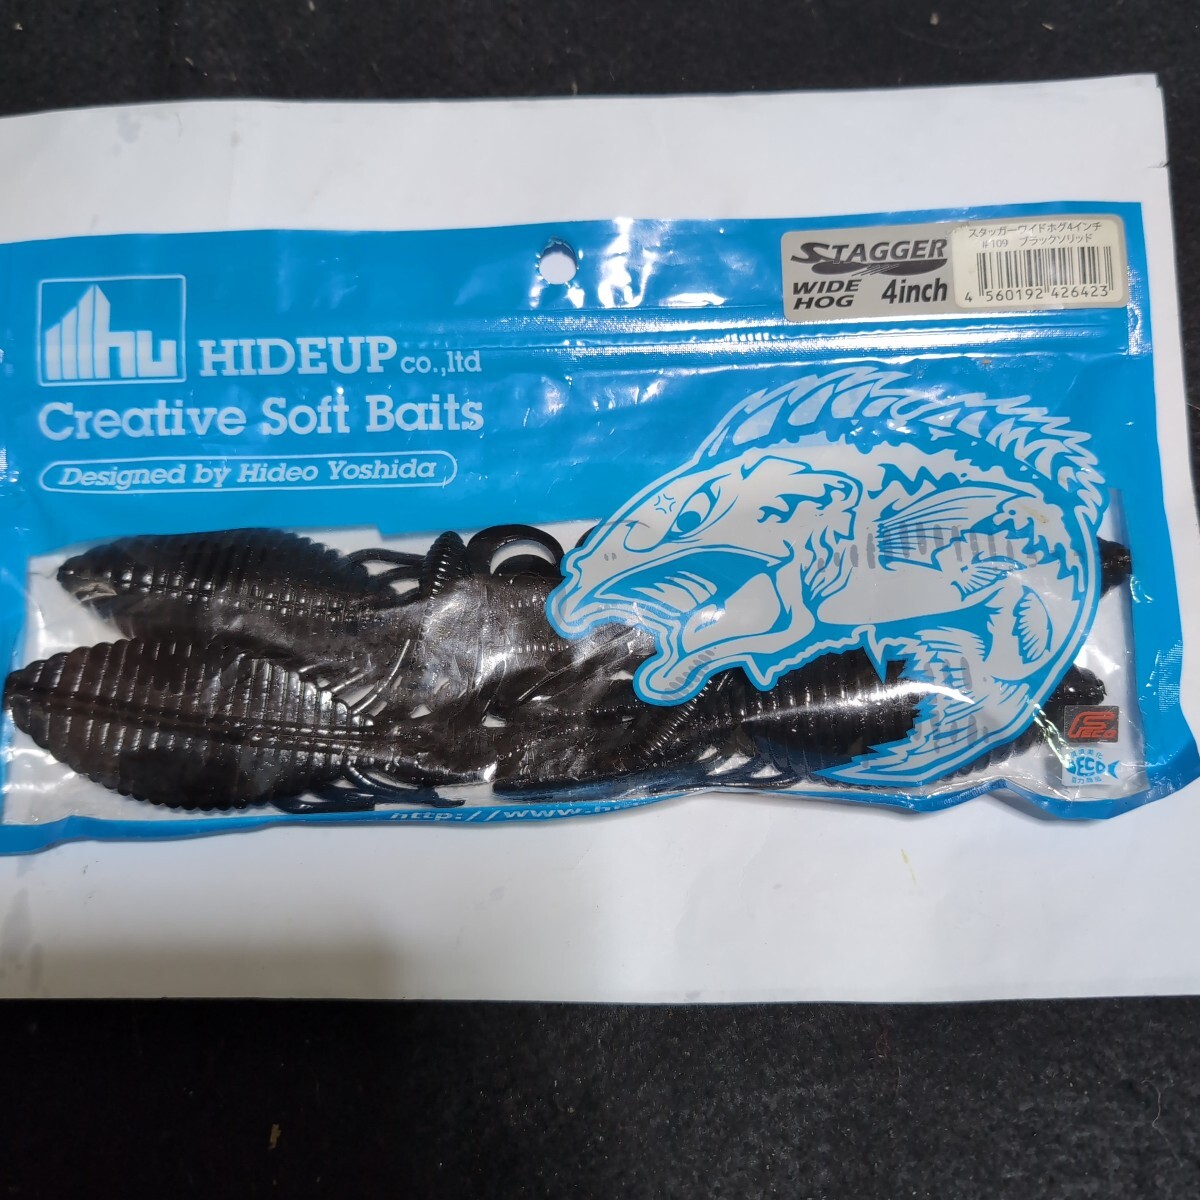 hu HIDEUP co.,ltd
Creative Soft Baits
Designed by Hideo Yoshida
STAGGER
WIDE HOG 4inch
スタッガーワイドホグ4インチ
#109 ブラックソリッド
4 560192 426423
FECO
FECO
http://www.